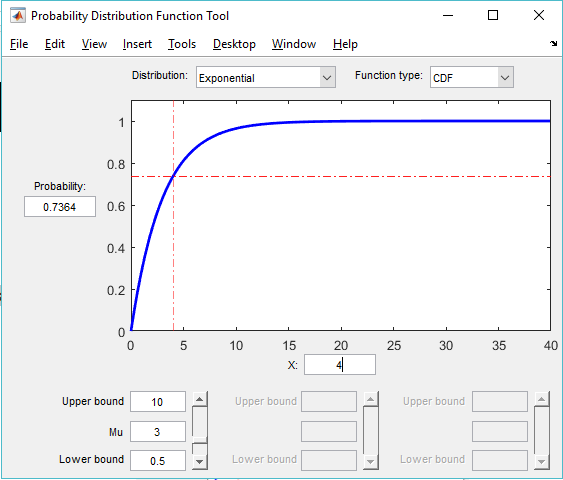 Probability Distribution Function Tool
File Edit View Insert Tools Desktop Window Help
Distribution: Exponential Function type: CDF
1
0.8
Probability:
0.7364
0.6
0.4
0.2
0
0 5 10 15 20 25 30 35 40
X: 4
Upper bound 10 Upper bound Upper bound
Mu 3
Lower bound 0.5 Lower bound Lower bound